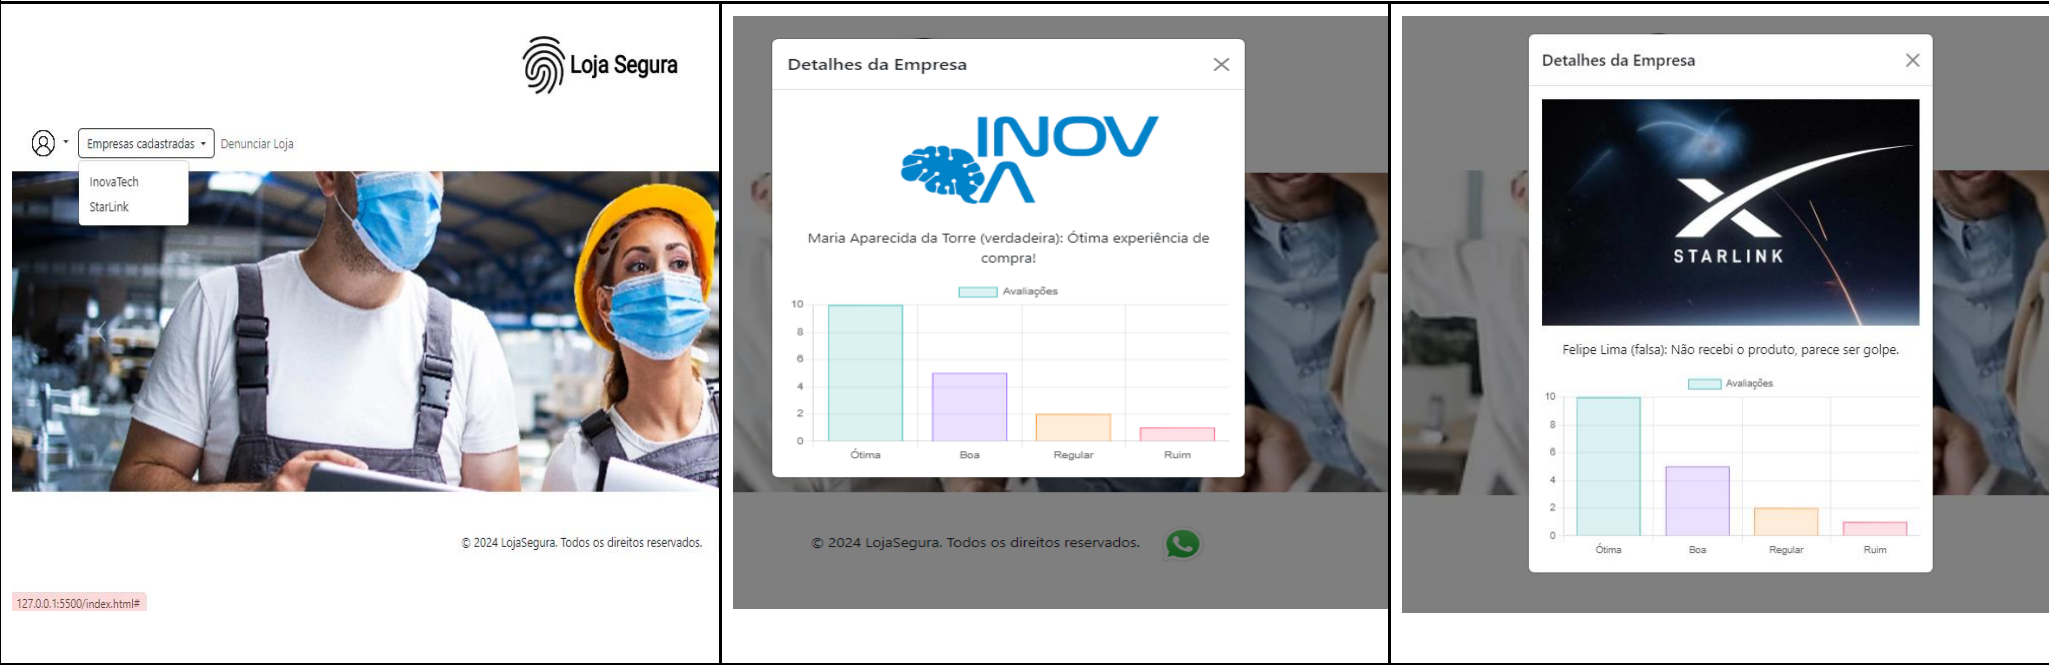 Loja Segura
Empresas cadastradas
Denunciar Loja
InovaTech
StarLink
© 2024 LojaSegura. Todos os direitos reservados.
127.0.0.1:5500/index.html#
Detalhes da Empresa
INOV
A
Maria Aparecida da Torre (verdadeira): Ótima experiência de
compra!
Avaliações
10
8
6
4
2
0
Ótima Boa Regular Ruim
© 2024 LojaSegura. Todos os direitos reservados.
Detalhes da Empresa
STARLINK
Felipe Lima (falsa): Não recebi o produto, parece ser golpe.
Avaliações
10
8
6
4
2
0
Ótima Boa Regular Ruim